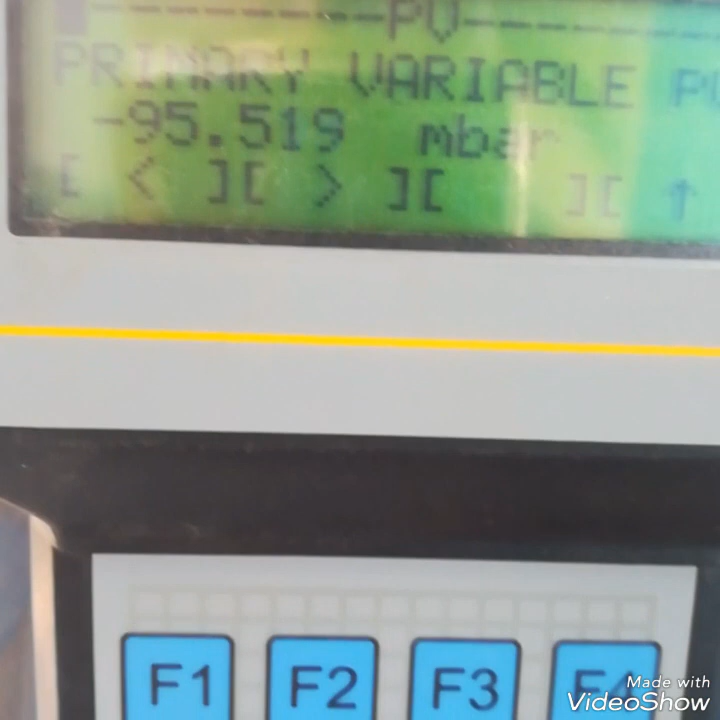 PV
PRIMARY VARIABLE
-95.519 mbar
[ < ][ > ][ ][ ↑
F1 F2 F3 F4
Made with
VideoShow